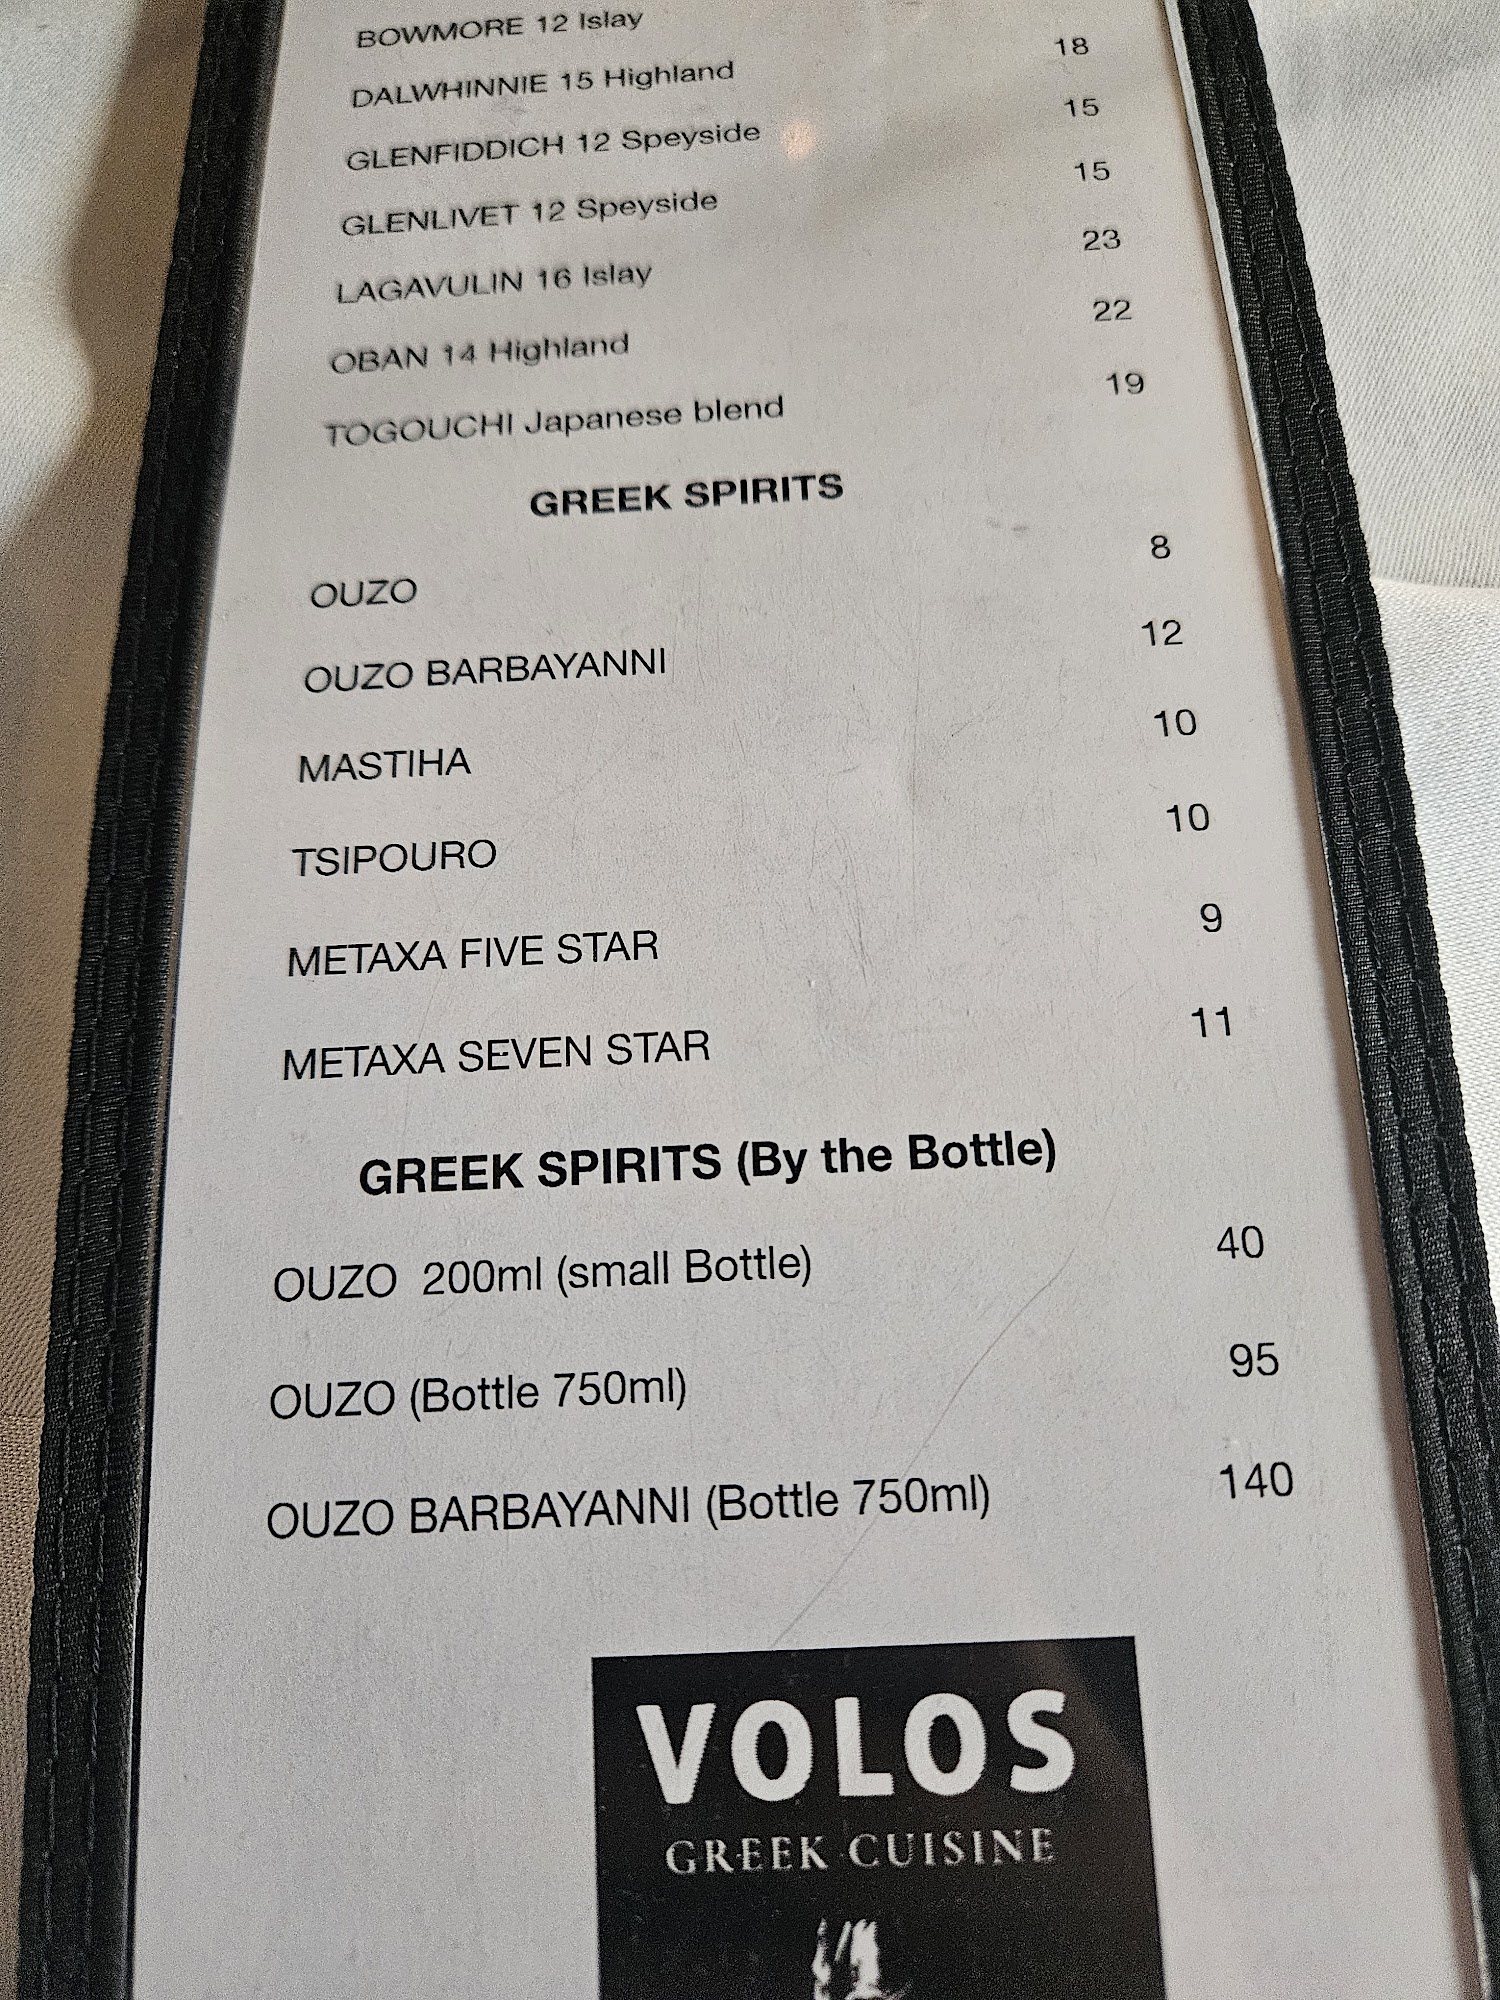 BOWMORE 12 Islay
DALWHINNIE 15 Highland 18
GLENFIDDICH 12 Speyside 15
GLENLIVET 12 Speyside 15
LAGAVULIN 16 Islay 23
OBAN 14 Highland 22
TOGOUCHI Japanese blend 19
GREEK SPIRITS
OUZO 8
OUZO BARBAYANNI 12
MASTIHA 10
TSIPOURO 10
METAXA FIVE STAR 9
METAXA SEVEN STAR 11
GREEK SPIRITS (By the Bottle)
OUZO 200ml (small Bottle) 40
OUZO (Bottle 750ml) 95
OUZO BARBAYANNI (Bottle 750ml) 140
VOLOS
GREEK CUISINE